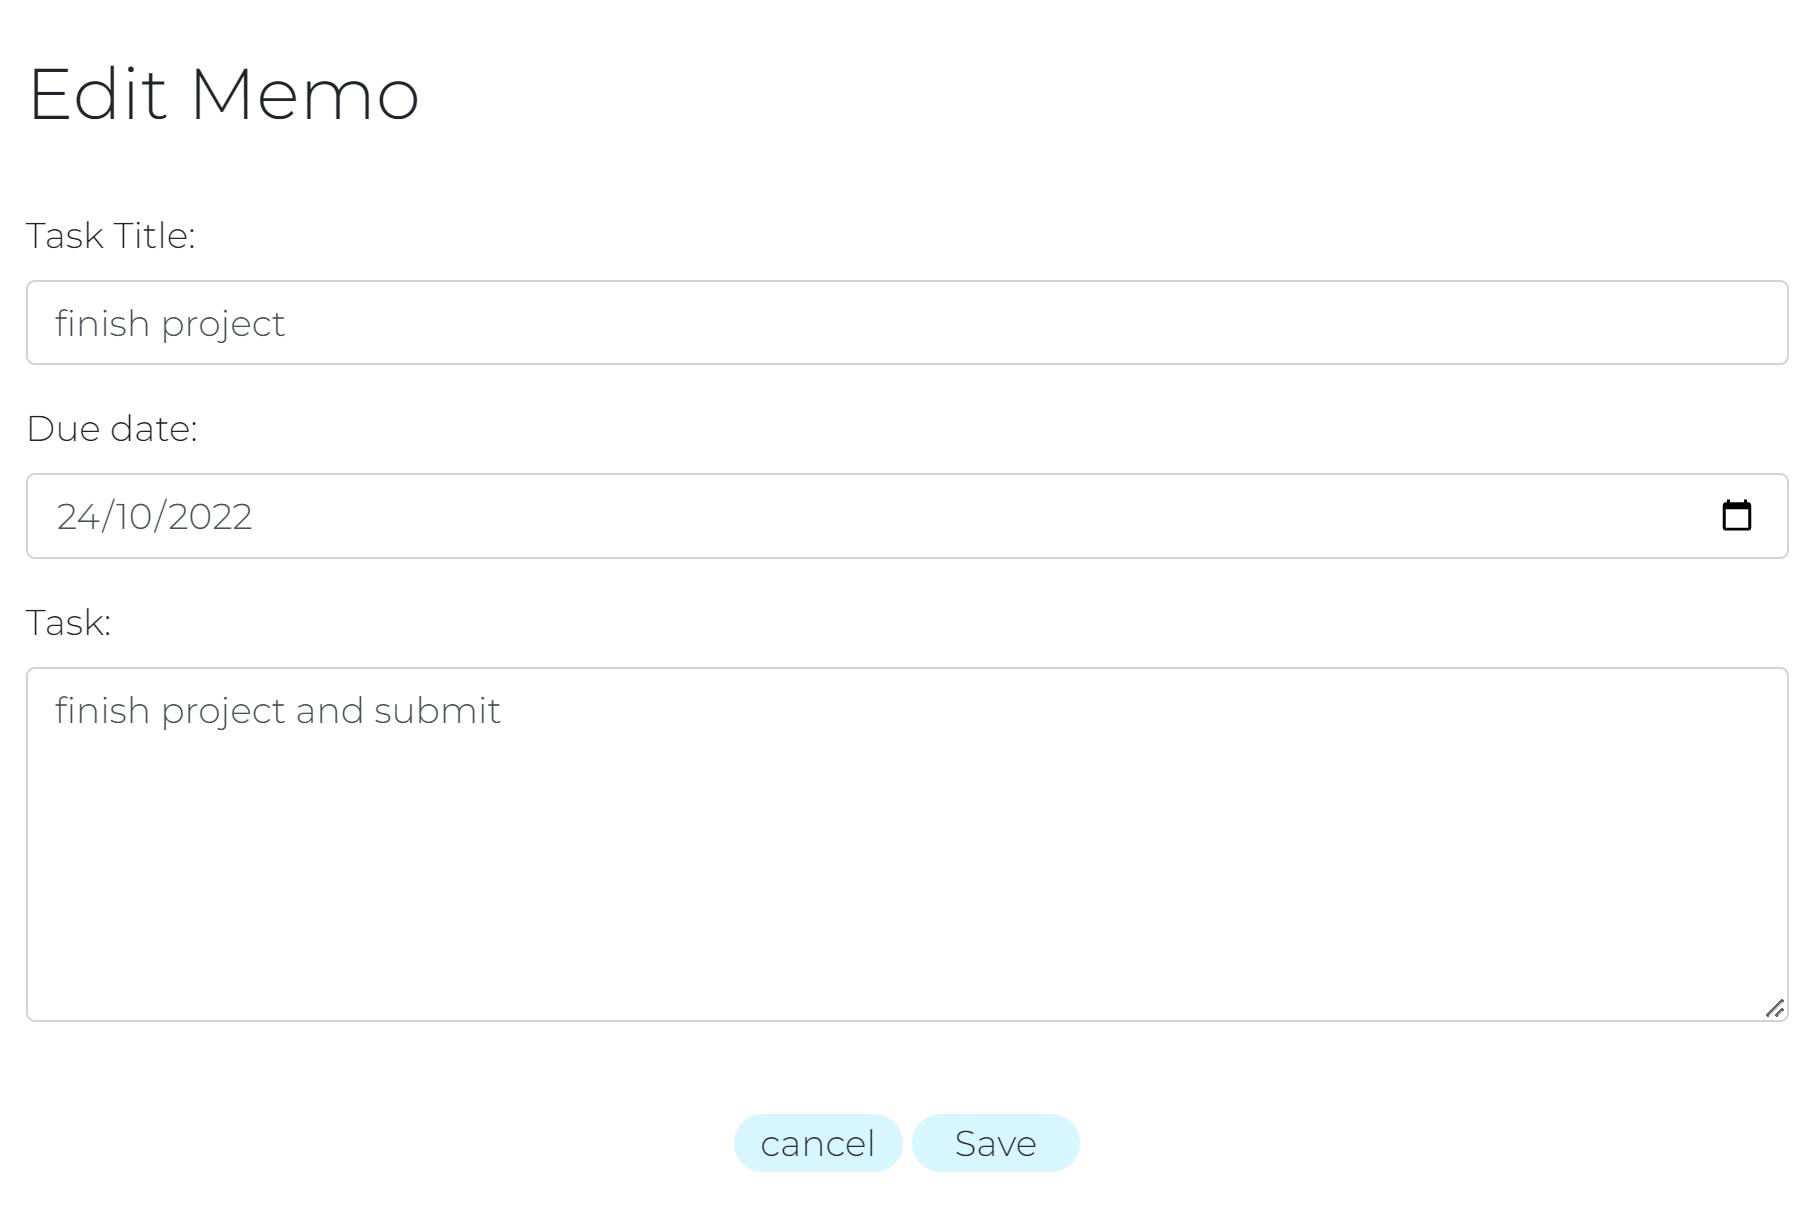 Edit Memo
Task Title:
finish project
Due date:
24/10/2022
Task:
finish project and submit
cancel Save